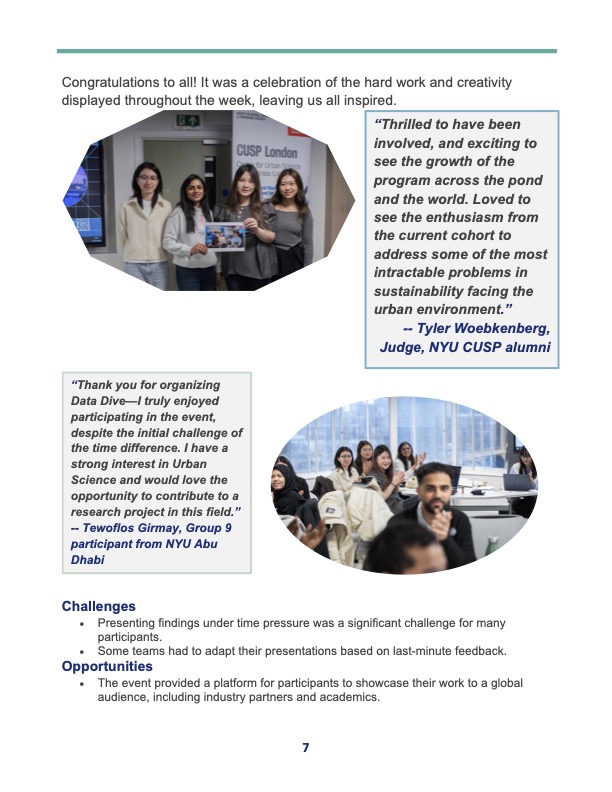 Congratulations to all! It was a celebration of the hard work and creativity
displayed throughout the week, leaving us all inspired.
CUSP London
“Thrilled to have been
involved, and exciting to
see the growth of the
program across the pond
and the world. Loved to
see the enthusiasm from
the current cohort to
address some of the most
intractable problems in
sustainability facing the
urban environment.”
-- Tyler Woebkenberg,
Judge, NYU CUSP alumni
“Thank you for organizing
Data Dive—I truly enjoyed
participating in the event,
despite the initial challenge of
the time difference. I have a
strong interest in Urban
Science and would love the
opportunity to contribute to a
research project in this field.”
-- Tewoflos Girmay, Group 9
participant from NYU Abu
Dhabi
Challenges
• Presenting findings under time pressure was a significant challenge for many
participants.
• Some teams had to adapt their presentations based on last-minute feedback.
Opportunities
• The event provided a platform for participants to showcase their work to a global
audience, including industry partners and academics.
7